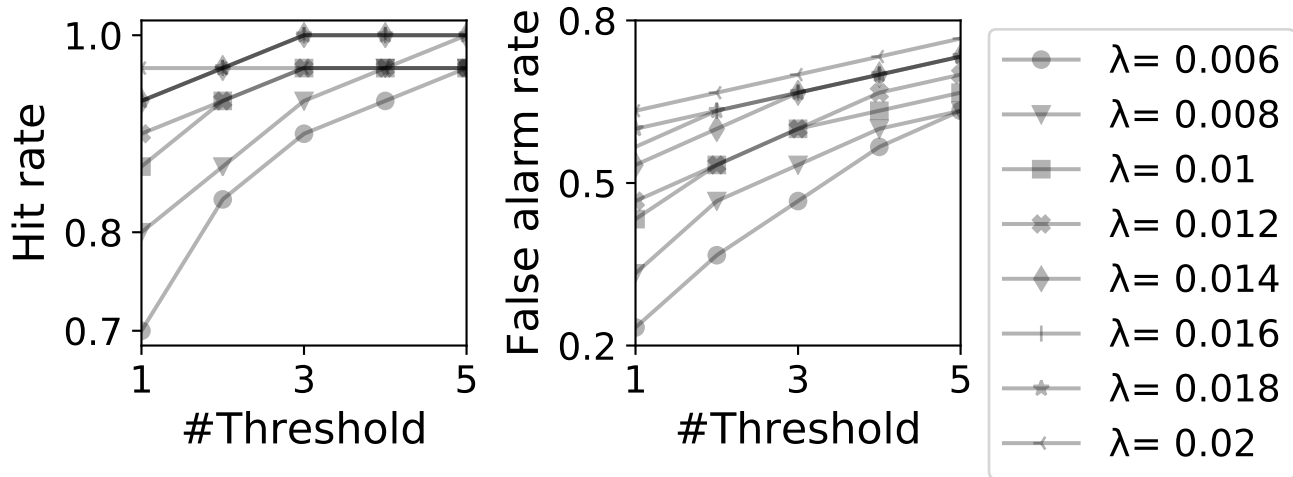 Hit rate
1.0
0.8
0.7
1 3 5
#Threshold
False alarm rate
0.8
0.5
0.2
1 3 5
#Threshold
λ= 0.006
λ= 0.008
λ= 0.01
λ= 0.012
λ= 0.014
λ= 0.016
λ= 0.018
λ= 0.02